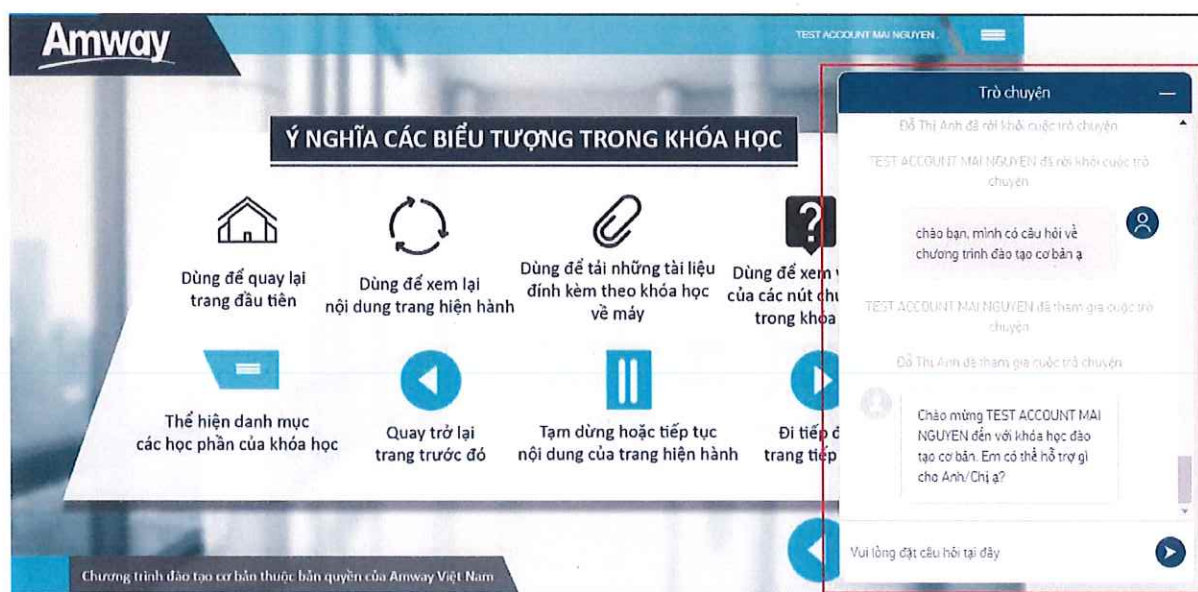 Amway
TEST ACCOUNT MAI NGUYEN .
Ý NGHĨA CÁC BIỂU TƯỢNG TRONG KHÓA HỌC
Dùng để quay lại
trang đầu tiên
Dùng để xem lại
nội dung trang hiện hành
Dùng để tải những tài liệu
đính kèm theo khóa học
về máy
Dùng để xem
của các nút
trong khóa
Thể hiện danh mục
các học phần của khóa học
Quay trở lại
trang trước đó
Tạm dừng hoặc tiếp tục
nội dung của trang hiện hành
Đi tiếp
trang tiếp
Chương trình đào tạo cơ bản thuộc bản quyền của Amway Việt Nam
Trò chuyện
Đỗ Thị Anh đã rời khỏi cuộc trò chuyện
TEST ACCOUNT MAI NGUYEN đã rời khỏi cuộc trò
chuyện
chào bạn, mình có câu hỏi về
chương trình đào tạo cơ bản ạ
TEST ACCOUNT MAI NGUYEN đã tham gia cuộc trò
chuyện
Đỗ Thị Anh đã tham gia cuộc trò chuyện
Chào mừng TEST ACCOUNT MAI
NGUYEN đến với khóa học đào
tạo cơ bản. Em có thể hỗ trợ gì
cho Anh/Chị ạ?
Vui lòng đặt câu hỏi tại đây